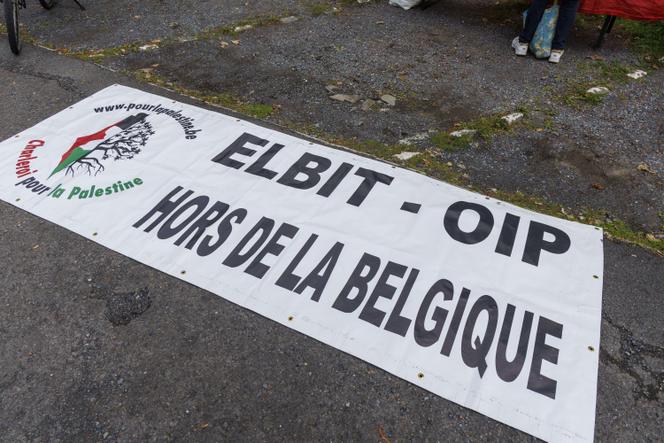 www.pourlapalestine.be
Charleroi
pour la Palestine
ELBIT - OIP
HORS DE LA BELGIQUE